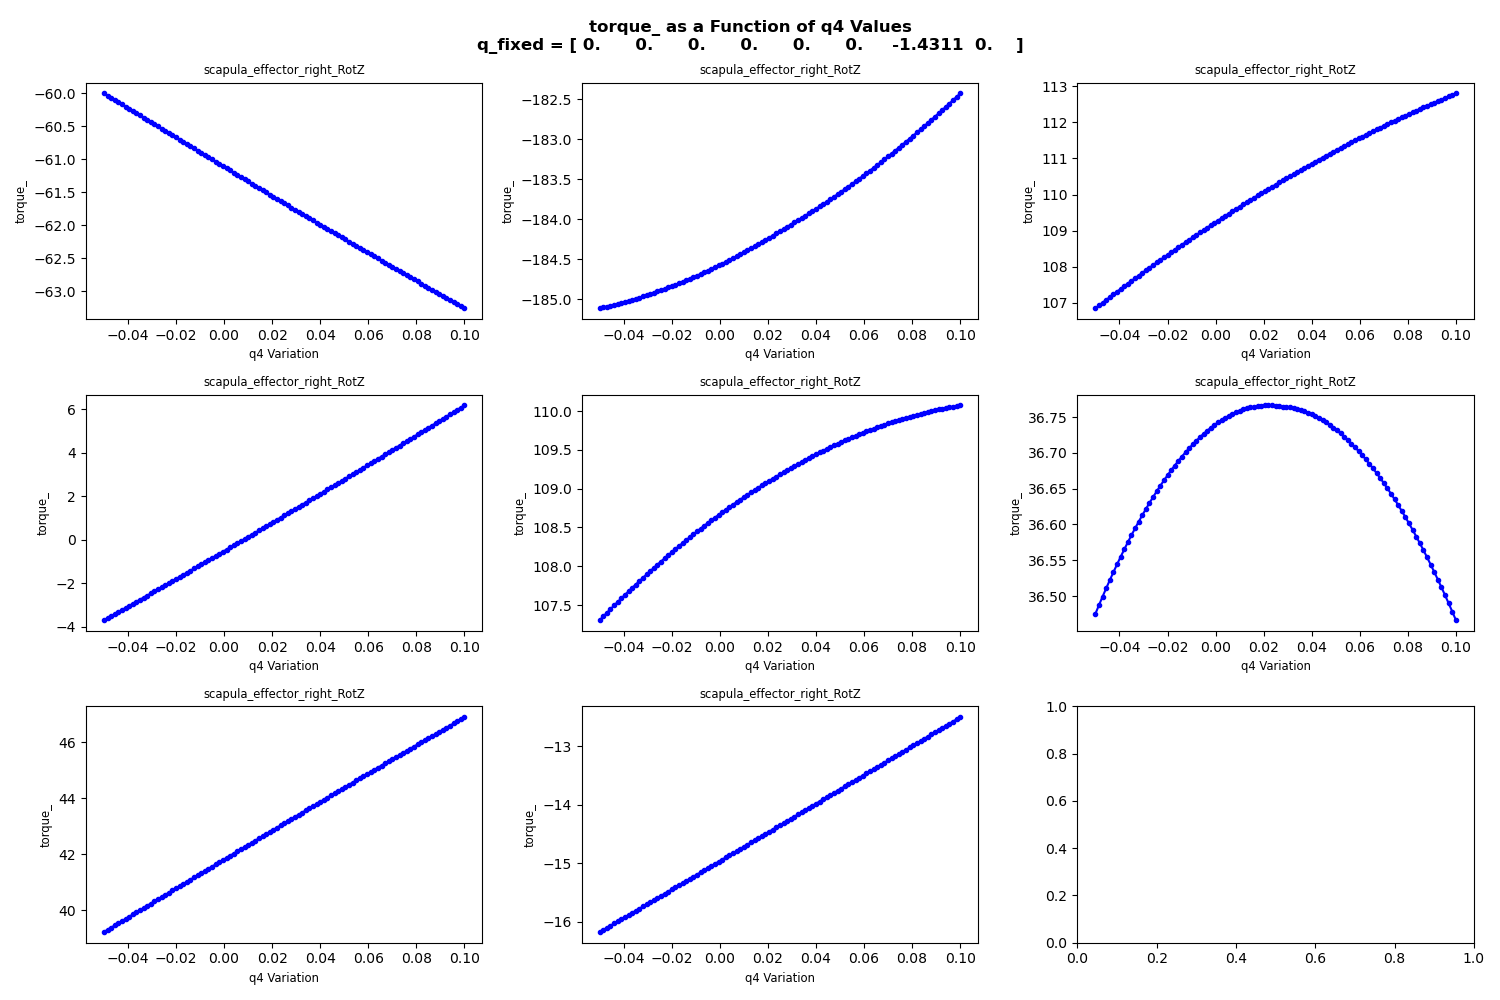 torque_ as a Function of q4 Values
q_fixed = [ 0. 0. 0. 0. 0. 0. -1.4311 0. ]
scapula_effector_right_RotZ
torque_
−60.0
−60.5
−61.0
−61.5
−62.0
−62.5
−63.0
−0.04 −0.02 0.00 0.02 0.04 0.06 0.08 0.10
q4 Variation
scapula_effector_right_RotZ
torque_
−182.5
−183.0
−183.5
−184.0
−184.5
−185.0
−0.04 −0.02 0.00 0.02 0.04 0.06 0.08 0.10
q4 Variation
scapula_effector_right_RotZ
torque_
113
112
111
110
109
108
107
−0.04 −0.02 0.00 0.02 0.04 0.06 0.08 0.10
q4 Variation
scapula_effector_right_RotZ
torque_
6
4
2
0
−2
−4
−0.04 −0.02 0.00 0.02 0.04 0.06 0.08 0.10
q4 Variation
scapula_effector_right_RotZ
torque_
110.0
109.5
109.0
108.5
108.0
107.5
−0.04 −0.02 0.00 0.02 0.04 0.06 0.08 0.10
q4 Variation
scapula_effector_right_RotZ
torque_
36.75
36.70
36.65
36.60
36.55
36.50
−0.04 −0.02 0.00 0.02 0.04 0.06 0.08 0.10
q4 Variation
scapula_effector_right_RotZ
torque_
46
44
42
40
−0.04 −0.02 0.00 0.02 0.04 0.06 0.08 0.10
q4 Variation
scapula_effector_right_RotZ
torque_
−13
−14
−15
−16
−0.04 −0.02 0.00 0.02 0.04 0.06 0.08 0.10
q4 Variation
1.0
0.8
0.6
0.4
0.2
0.0
0.0 0.2 0.4 0.6 0.8 1.0